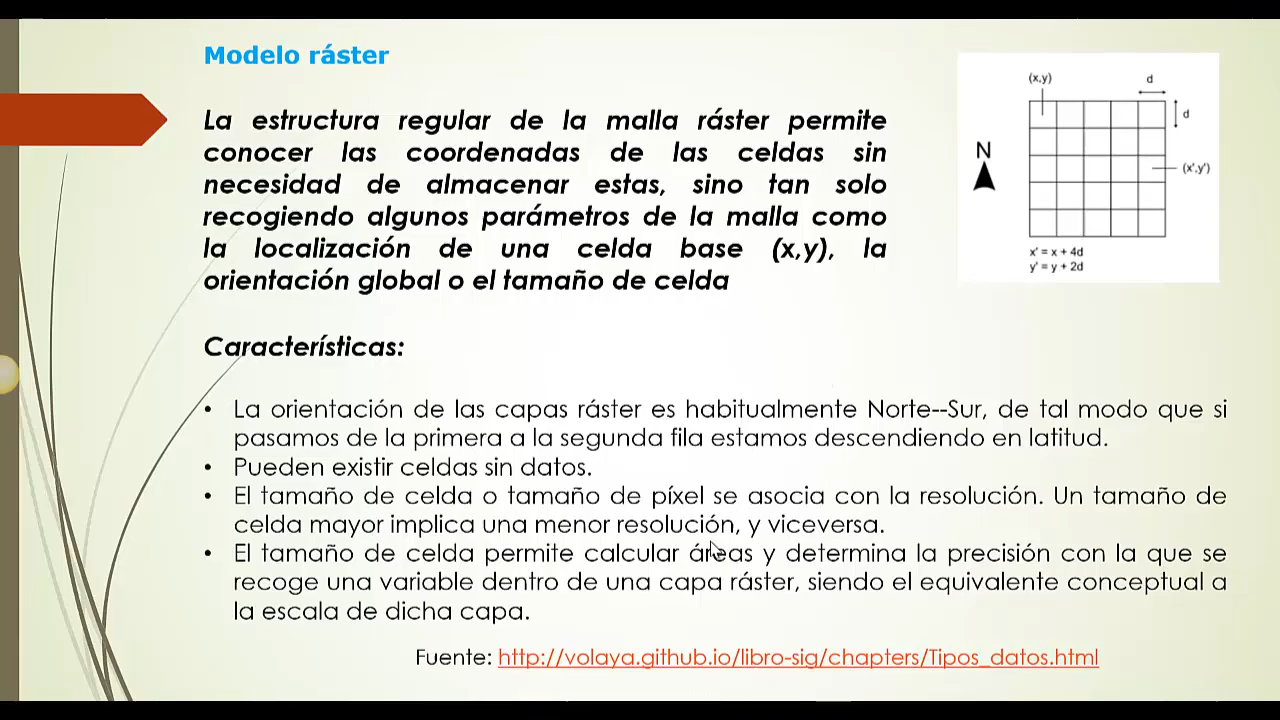 Modelo ráster
La estructura regular de la malla ráster permite
conocer las coordenadas de las celdas sin
necesidad de almacenar estas, sino tan solo
recogiendo algunos parámetros de la malla como
la localización de una celda base (x,y), la
orientación global o el tamaño de celda
(x,y)
d
d
N
(x',y')
x' = x + 4d
y' = y + 2d
Características:
• La orientación de las capas ráster es habitualmente Norte--Sur, de tal modo que si
pasamos de la primera a la segunda fila estamos descendiendo en latitud.
• Pueden existir celdas sin datos.
• El tamaño de celda o tamaño de píxel se asocia con la resolución. Un tamaño de
celda mayor implica una menor resolución, y viceversa.
• El tamaño de celda permite calcular áreas y determina la precisión con la que se
recoge una variable dentro de una capa ráster, siendo el equivalente conceptual a
la escala de dicha capa.
Fuente: http://volaya.github.io/libro-sig/chapters/Tipos_datos.html